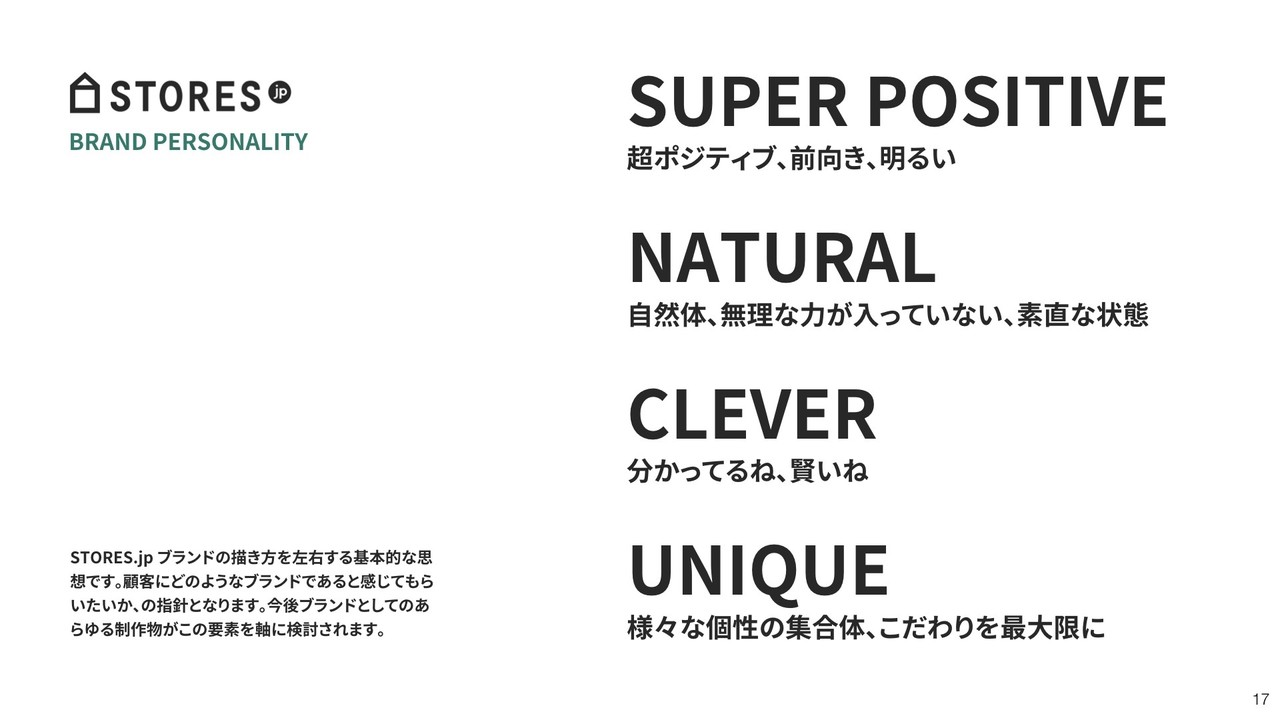 STORES.jp
BRAND PERSONALITY
STORES.jp ブランドの描き方を左右する基本的な思
想です。顧客にどのようなブランドであると感じてもら
いたいか、の指針となります。今後ブランドとしてのあ
らゆる制作物がこの要素を軸に検討されます。
SUPER POSITIVE
超ポジティブ、前向き、明るい
NATURAL
自然体、無理な力が入っていない、素直な状態
CLEVER
分かってるね、賢いね
UNIQUE
様々な個性の集合体、こだわりを最大限に
17